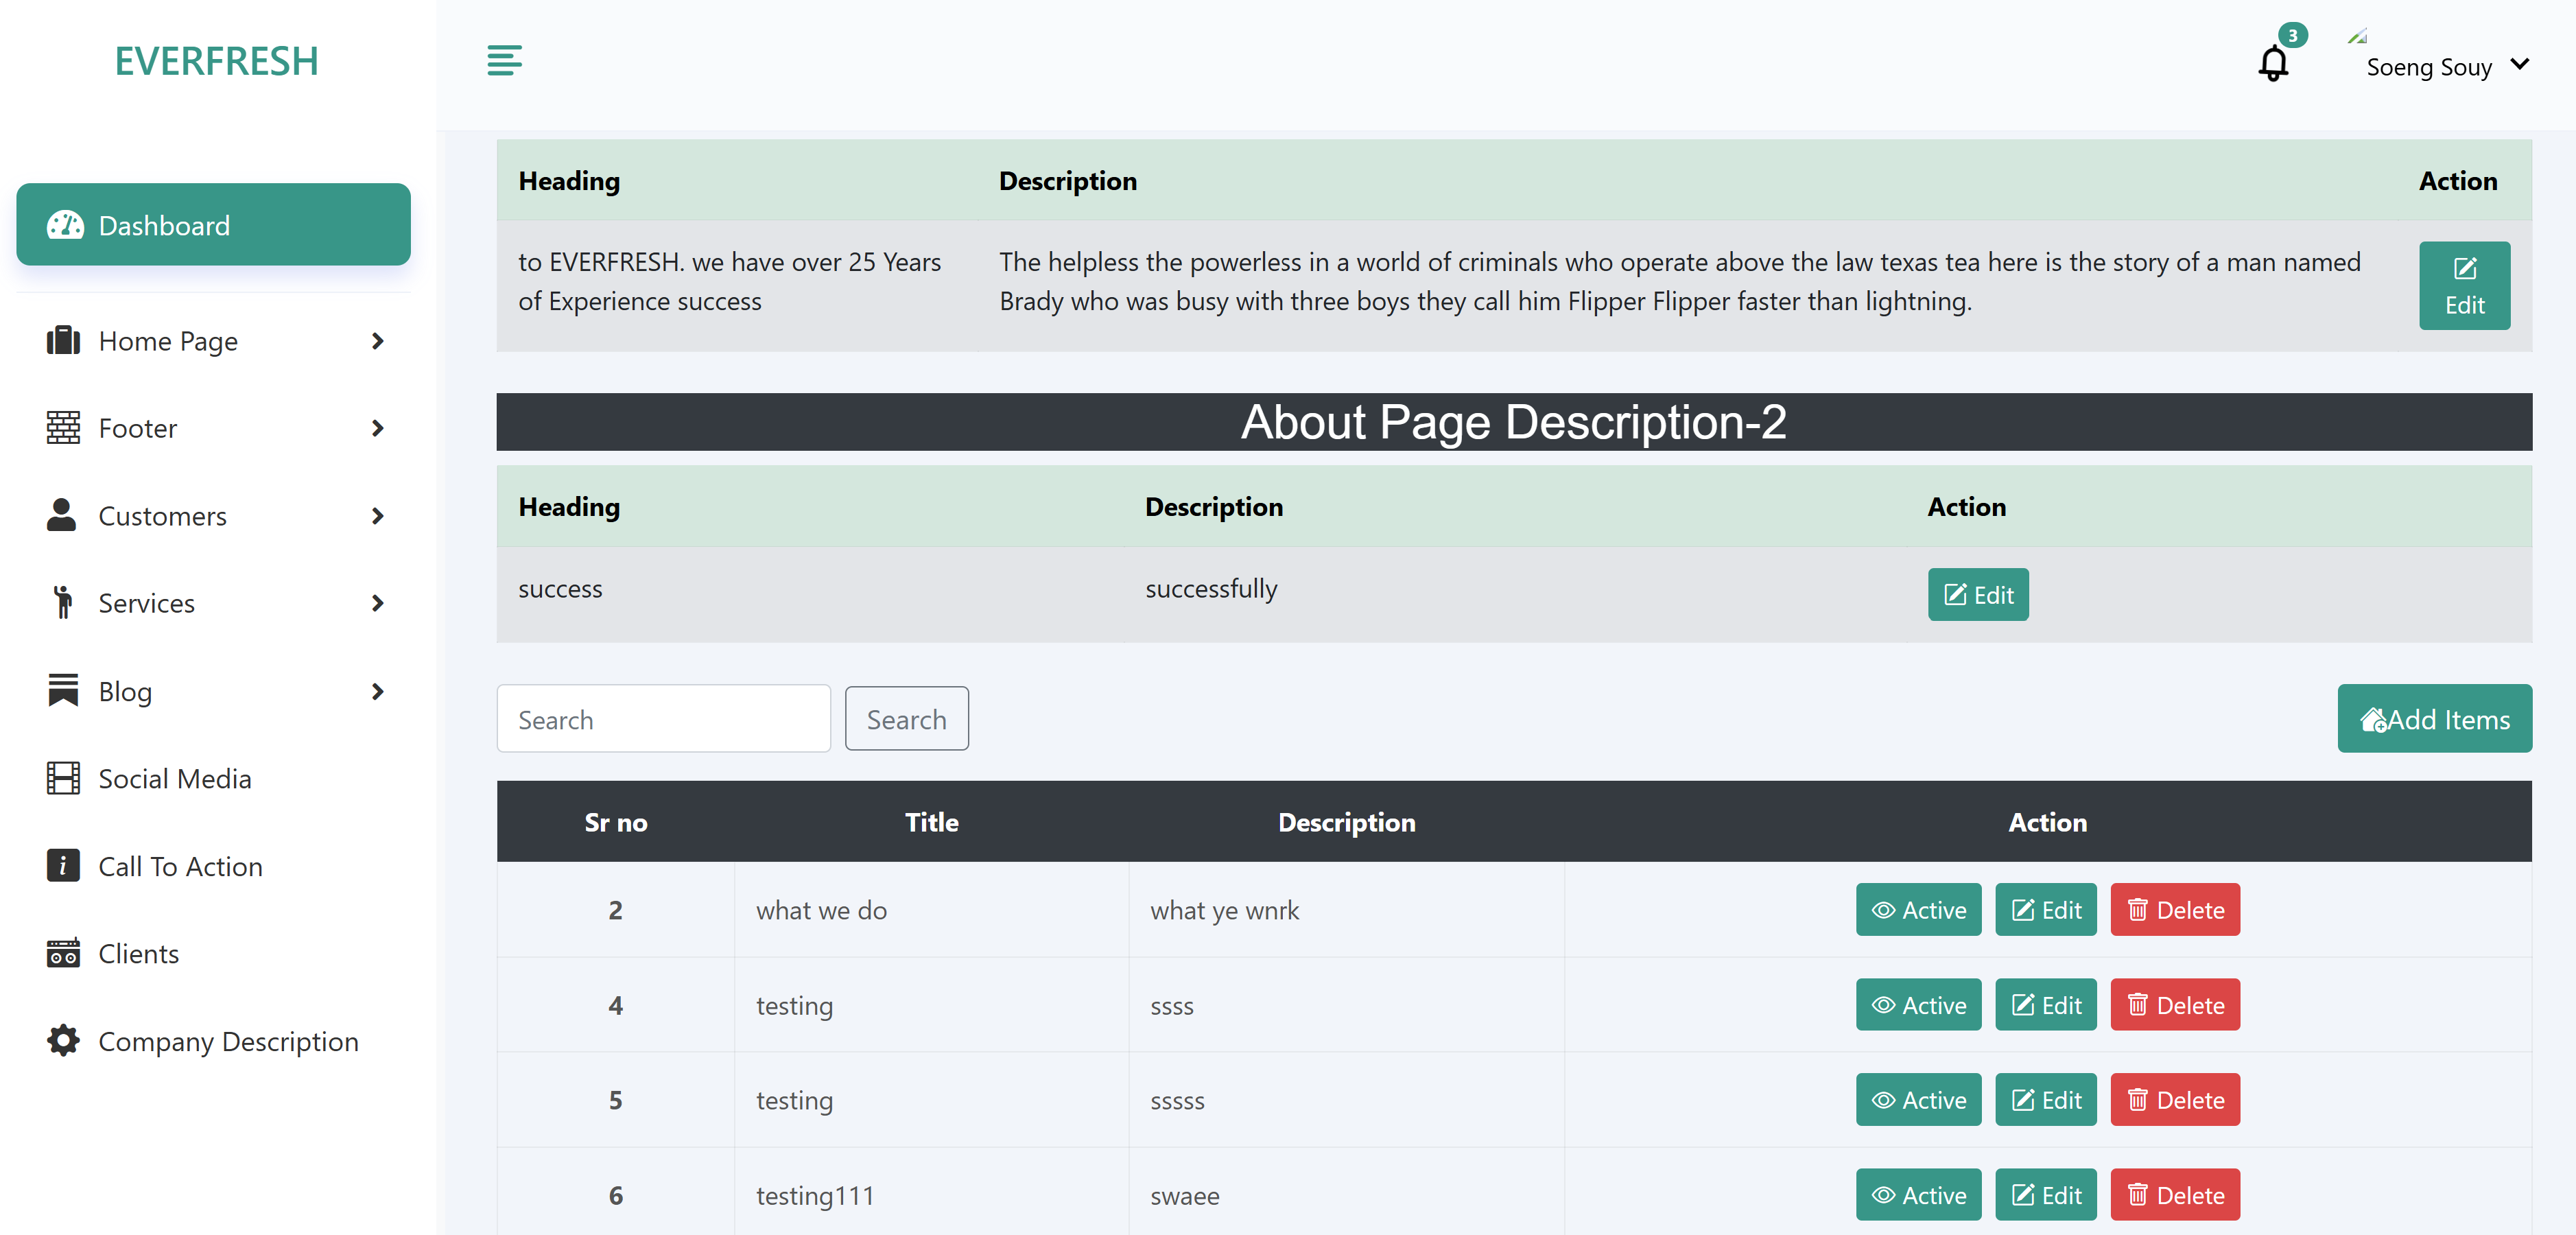 EVERFRESH
3
Soeng Souy
Dashboard
Home Page
Footer
Customers
Services
Blog
Social Media
Call To Action
Clients
Company Description
Heading Description Action
to EVERFRESH. we have over 25 Years
of Experience success
The helpless the powerless in a world of criminals who operate above the law texas tea here is the story of a man named
Brady who was busy with three boys they call him Flipper Flipper faster than lightning.
Edit
About Page Description-2
Heading Description Action
success successfully Edit
Search Search Add Items
Sr no Title Description Action
2 what we do what ye wnrk Active Edit Delete
4 testing ssss Active Edit Delete
5 testing sssss Active Edit Delete
6 testing111 swaee Active Edit Delete